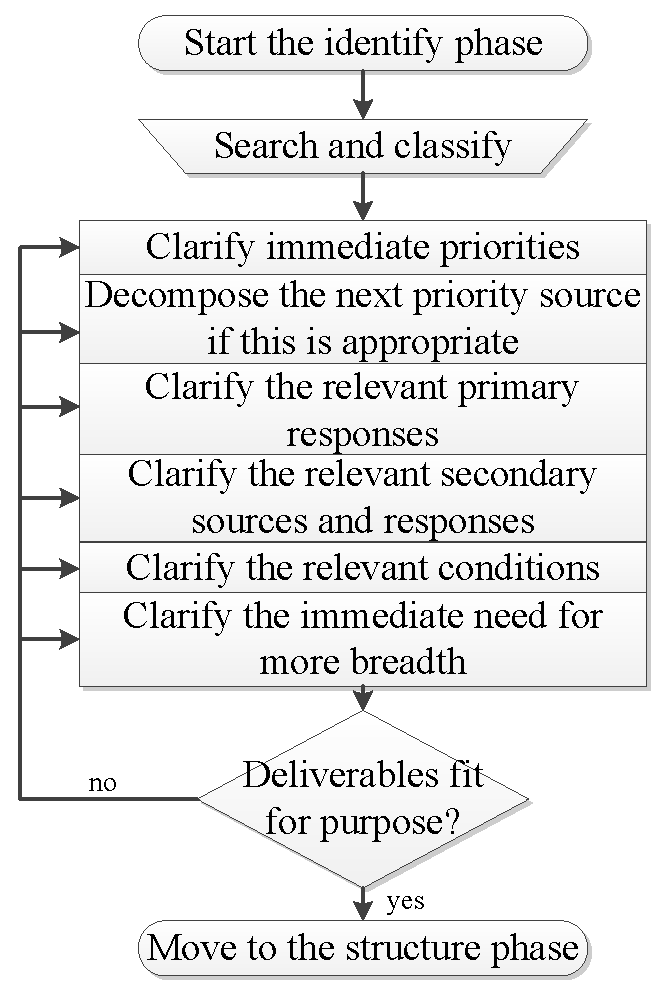 Start the identify phase
Search and classify
Clarify immediate priorities
Decompose the next priority source
if this is appropriate
Clarify the relevant primary
responses
Clarify the relevant secondary
sources and responses
Clarify the relevant conditions
Clarify the immediate need for
more breadth
Deliverables fit
for purpose?
no
yes
Move to the structure phase